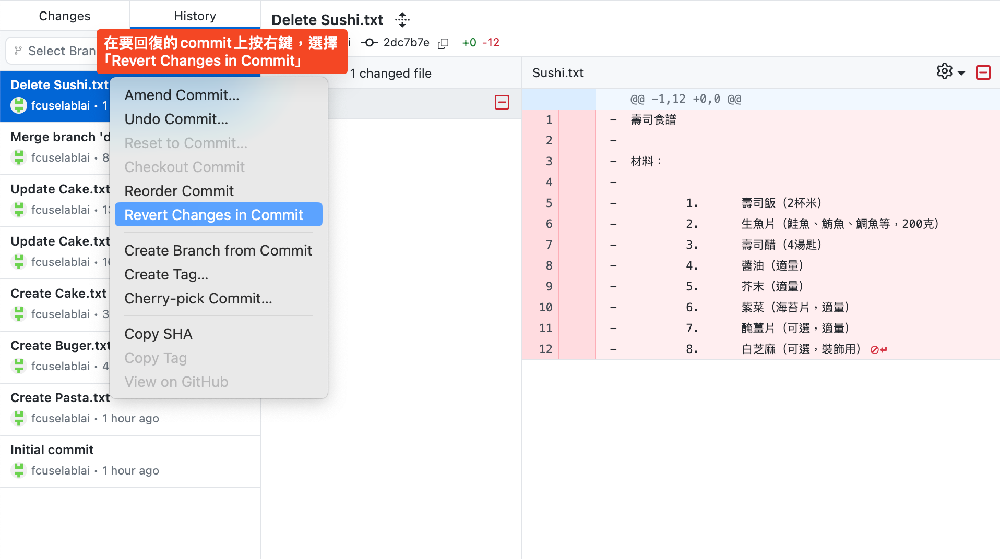 Changes
History
Delete Sushi.txt
在要回復的commit上按右鍵，選擇
「Revert Changes in Commit」
2dc7b7e
+0 -12
Select Bran
1 changed file
Sushi.txt
Delete Sushi.txt
fcuselablai • 1
Merge branch 'd
fcuselablai • 8
Update Cake.txt
fcuselablai • 13
Update Cake.txt
fcuselablai • 10
Create Cake.txt
fcuselablai • 3
Create Buger.txt
fcuselablai • 4
Create Pasta.txt
fcuselablai • 1 hour ago
Initial commit
fcuselablai • 1 hour ago
Amend Commit...
Undo Commit...
Reset to Commit...
Checkout Commit
Reorder Commit
Revert Changes in Commit
Create Branch from Commit
Create Tag...
Cherry-pick Commit...
Copy SHA
Copy Tag
View on GitHub
@@ -1,12 +0,0 @@
1 - 壽司食譜
2 -
3 - 材料：
4 -
5 - 1. 壽司飯（2杯米）
6 - 2. 生魚片（鮭魚、鮪魚、鯛魚等，200克）
7 - 3. 壽司醋（4湯匙）
8 - 4. 醬油（適量）
9 - 5. 芥末（適量）
10 - 6. 紫菜（海苔片，適量）
11 - 7. 醃薑片（可選，適量）
12 - 8. 白芝麻（可選，裝飾用）